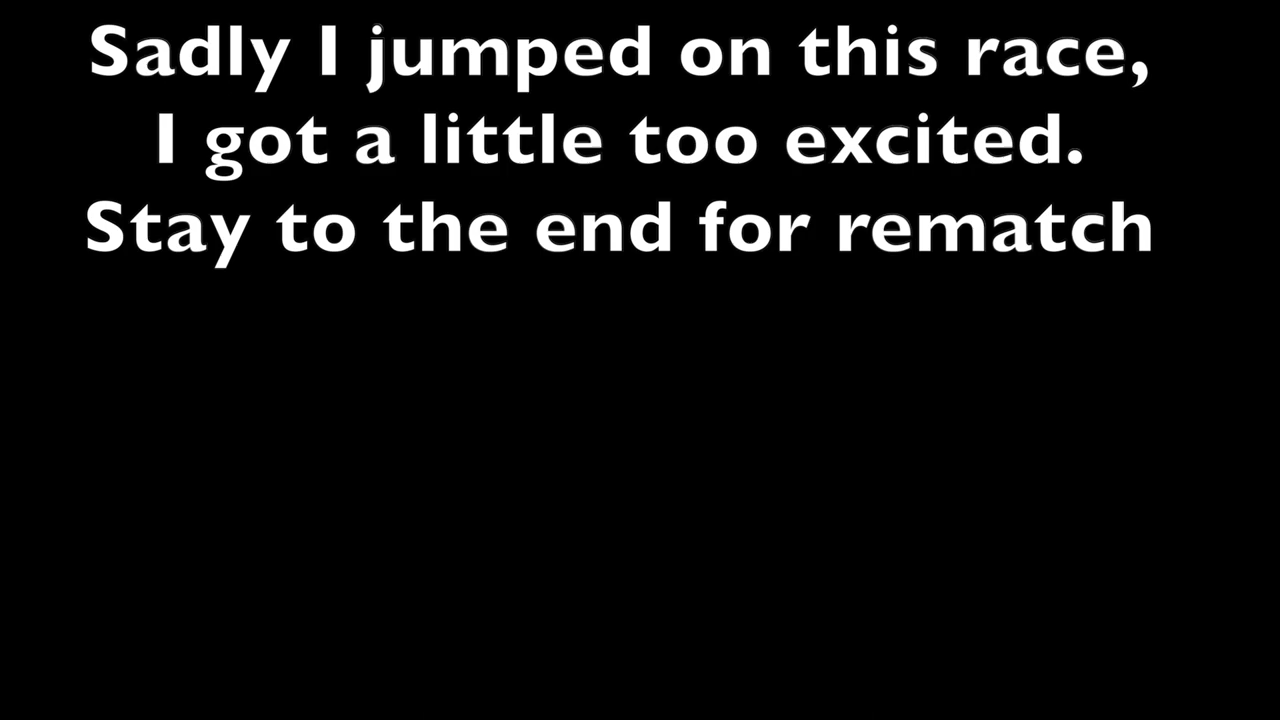 Sadly I jumped on this race,
I got a little too excited.
Stay to the end for rematch